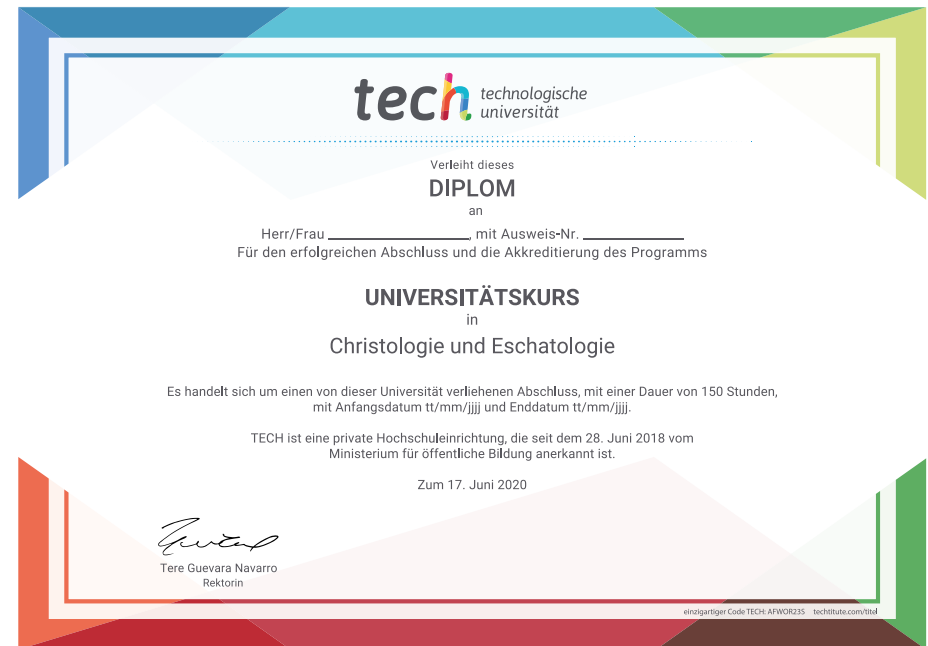 tech technologische
universität
Verleiht dieses
DIPLOM
an
Herr/Frau ____________________, mit Ausweis-Nr. ______________
Für den erfolgreichen Abschluss und die Akkreditierung des Programms
UNIVERSITÄTSKURS
in
Christologie und Eschatologie
Es handelt sich um einen von dieser Universität verliehenen Abschluss, mit einer Dauer von 150 Stunden,
mit Anfangsdatum tt/mm/jjjj und Enddatum tt/mm/jjjj.
TECH ist eine private Hochschuleinrichtung, die seit dem 28. Juni 2018 vom
Ministerium für öffentliche Bildung anerkannt ist.
Zum 17. Juni 2020
Tere Guevara Navarro
Rektorin
einzigartiger Code TECH: AFWOR23S techtitute.com/titel